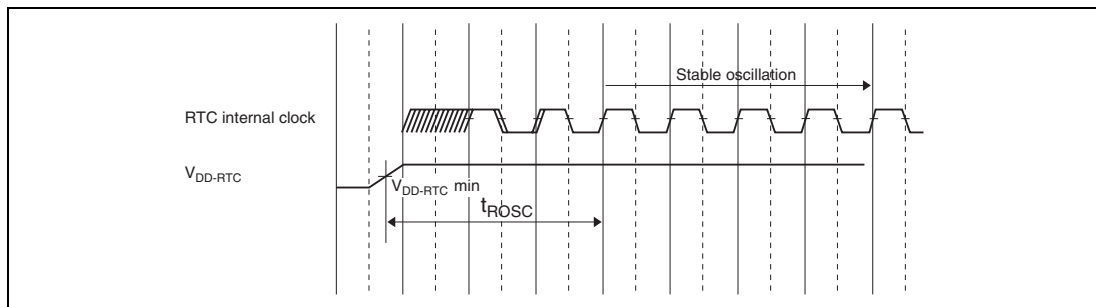 Stable oscillation
RTC internal clock
VDD-RTC
VDD-RTC min
tROSC